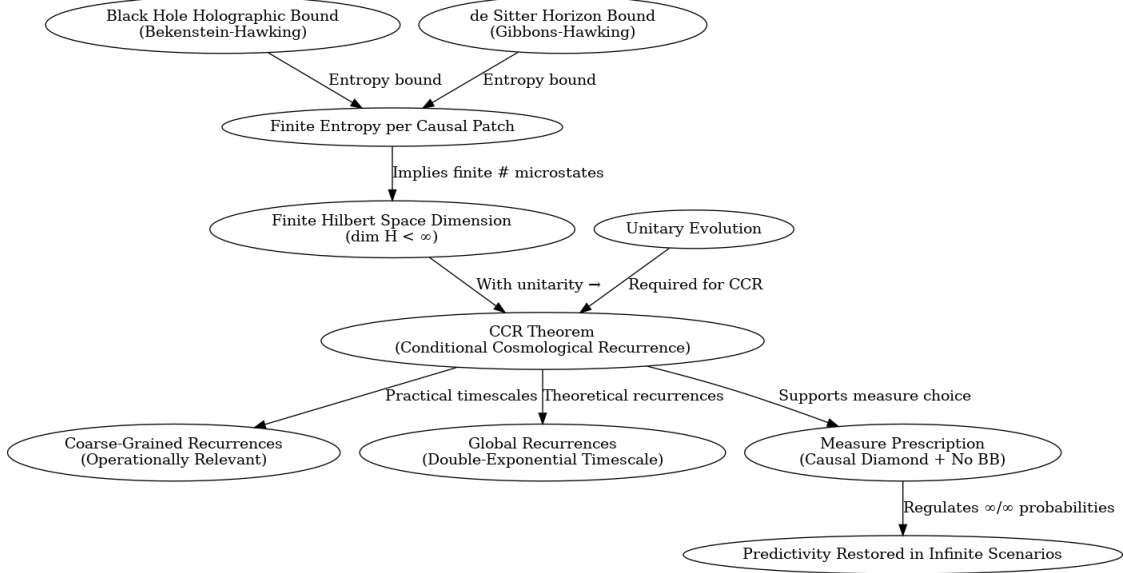 Black Hole Holographic Bound
(Bekenstein-Hawking)
de Sitter Horizon Bound
(Gibbons-Hawking)
Entropy bound
Entropy bound
Finite Entropy per Causal Patch
Implies finite # microstates
Finite Hilbert Space Dimension
(dim H < ∞)
Unitary Evolution
With unitarity →
Required for CCR
CCR Theorem
(Conditional Cosmological Recurrence)
Practical timescales
Theoretical recurrences
Supports measure choice
Coarse-Grained Recurrences
(Operationally Relevant)
Global Recurrences
(Double-Exponential Timescale)
Measure Prescription
(Causal Diamond + No BB)
Regulates ∞/∞ probabilities
Predictivity Restored in Infinite Scenarios